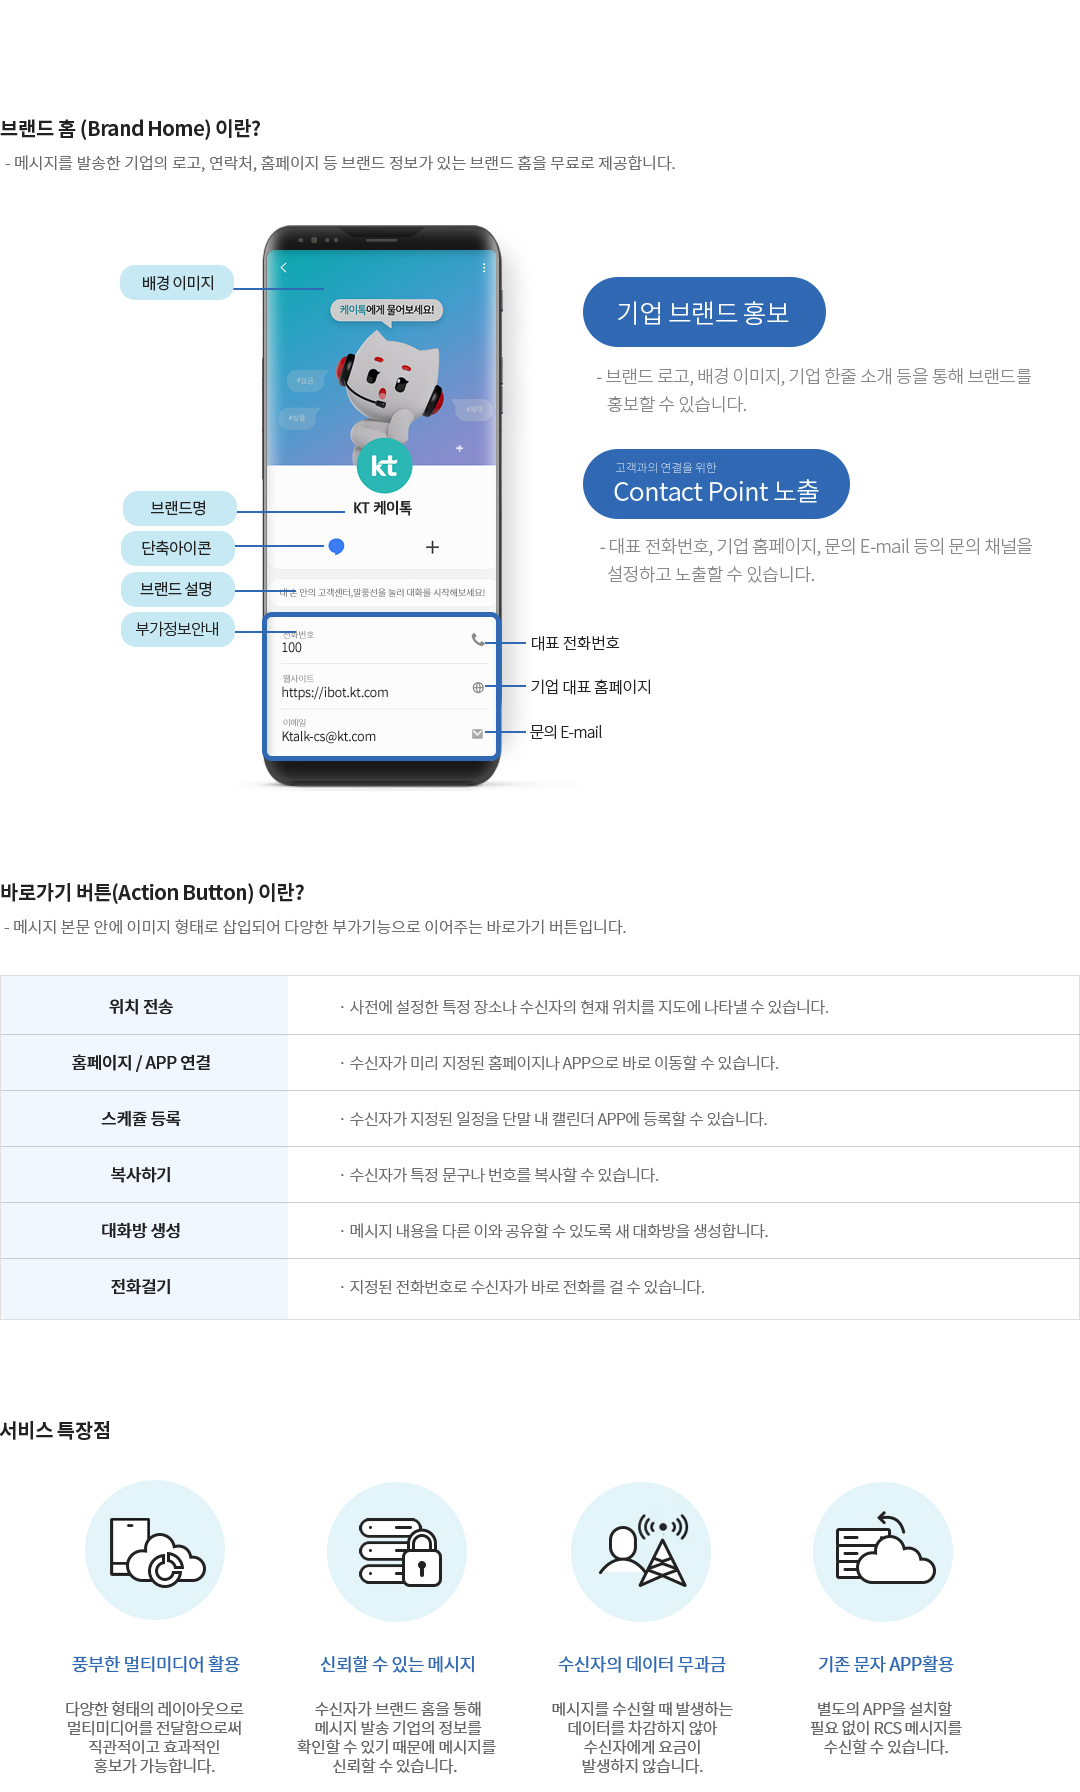 브랜드 홈 (Brand Home) 이란?
- 메시지를 발송한 기업의 로고, 연락처, 홈페이지 등 브랜드 정보가 있는 브랜드 홈을 무료로 제공합니다.
배경 이미지
케이톡에게 물어보세요!
#요금
#상품
#혜택
kt
KT 케이톡
브랜드명
단축아이콘
브랜드 설명
내 손 안의 고객센터,말풍선을 눌러 대화를 시작해보세요!
부가정보안내
전화번호
100
웹사이트
https://ibot.kt.com
이메일
Ktalk-cs@kt.com
대표 전화번호
기업 대표 홈페이지
문의 E-mail
기업 브랜드 홍보
- 브랜드 로고, 배경 이미지, 기업 한줄 소개 등을 통해 브랜드를
홍보할 수 있습니다.
고객과의 연결을 위한
Contact Point 노출
- 대표 전화번호, 기업 홈페이지, 문의 E-mail 등의 문의 채널을
설정하고 노출할 수 있습니다.
바로가기 버튼(Action Button) 이란?
- 메시지 본문 안에 이미지 형태로 삽입되어 다양한 부가기능으로 이어주는 바로가기 버튼입니다.
위치 전송
· 사전에 설정한 특정 장소나 수신자의 현재 위치를 지도에 나타낼 수 있습니다.
홈페이지 / APP 연결
· 수신자가 미리 지정된 홈페이지나 APP으로 바로 이동할 수 있습니다.
스케쥴 등록
· 수신자가 지정된 일정을 단말 내 캘린더 APP에 등록할 수 있습니다.
복사하기
· 수신자가 특정 문구나 번호를 복사할 수 있습니다.
대화방 생성
· 메시지 내용을 다른 이와 공유할 수 있도록 새 대화방을 생성합니다.
전화걸기
· 지정된 전화번호로 수신자가 바로 전화를 걸 수 있습니다.
서비스 특장점
풍부한 멀티미디어 활용
다양한 형태의 레이아웃으로
멀티미디어를 전달함으로써
직관적이고 효과적인
홍보가 가능합니다.
신뢰할 수 있는 메시지
수신자가 브랜드 홈을 통해
메시지 발송 기업의 정보를
확인할 수 있기 때문에 메시지를
신뢰할 수 있습니다.
수신자의 데이터 무과금
메시지를 수신할 때 발생하는
데이터를 차감하지 않아
수신자에게 요금이
발생하지 않습니다.
기존 문자 APP활용
별도의 APP을 설치할
필요 없이 RCS 메시지를
수신할 수 있습니다.